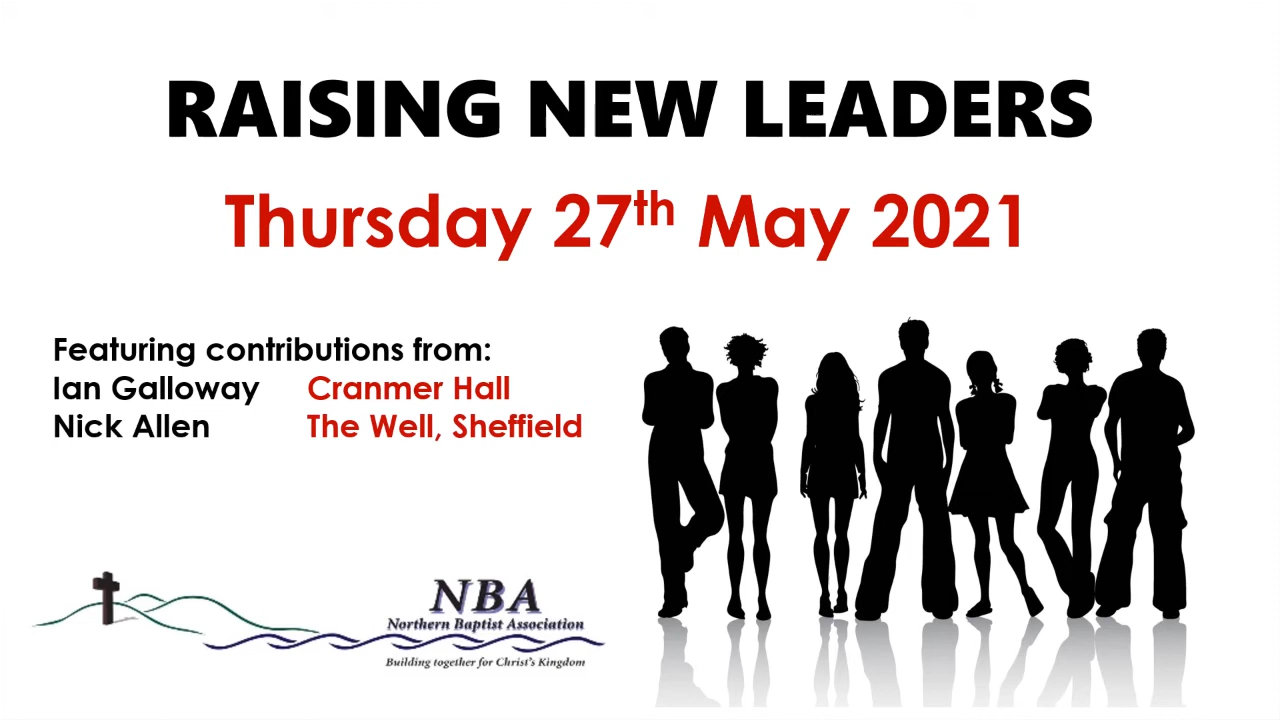 RAISING NEW LEADERS
Thursday 27th May 2021
Featuring contributions from:
Ian Galloway Cranmer Hall
Nick Allen The Well, Sheffield
NBA
Northern Baptist Association
Building together for Christ's Kingdom